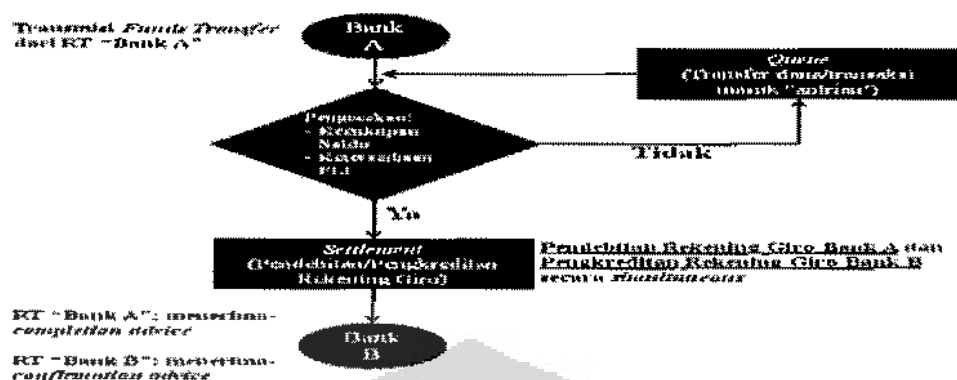 Transmisi Funds Transfer
dari RT "Bank A"
Bank
A
Queue
(Transfer dana/transaksi
masuk "antrian")
Pengecekan:
- Kecukupan
Saldo
- Ketersediaan
FLI
Tidak
Ya
Settlement
(Pendebitan/Pengkreditan
Rekening Giro)
Pendebitan Rekening Giro Bank A dan
Pengkreditan Rekening Giro Bank B
secara simultaneous
RT "Bank A": menerima
completion advice
Bank
B
RT "Bank B": menerima
confirmation advice